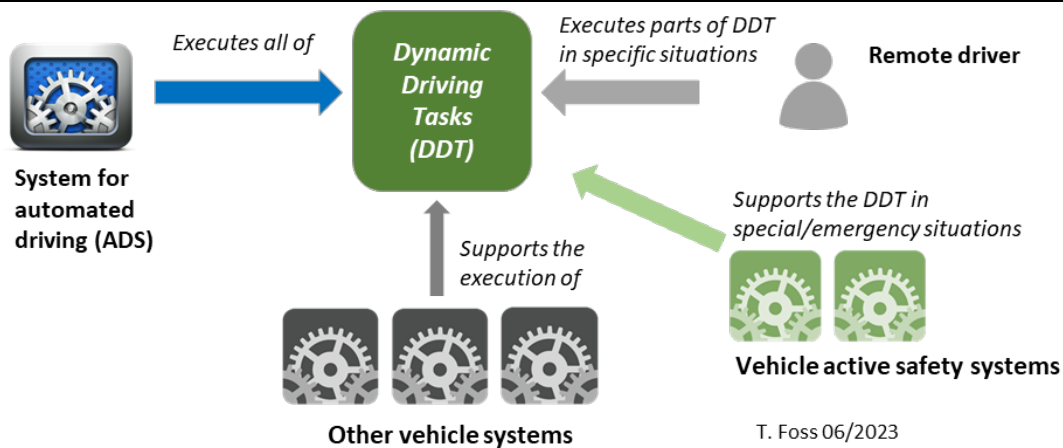 Executes all of
Dynamic
Driving
Tasks
(DDT)
Executes parts of DDT
in specific situations
Remote driver
System for
automated
driving (ADS)
Supports the
execution of
Supports the DDT in
special/emergency situations
Other vehicle systems
Vehicle active safety systems
T. Foss 06/2023